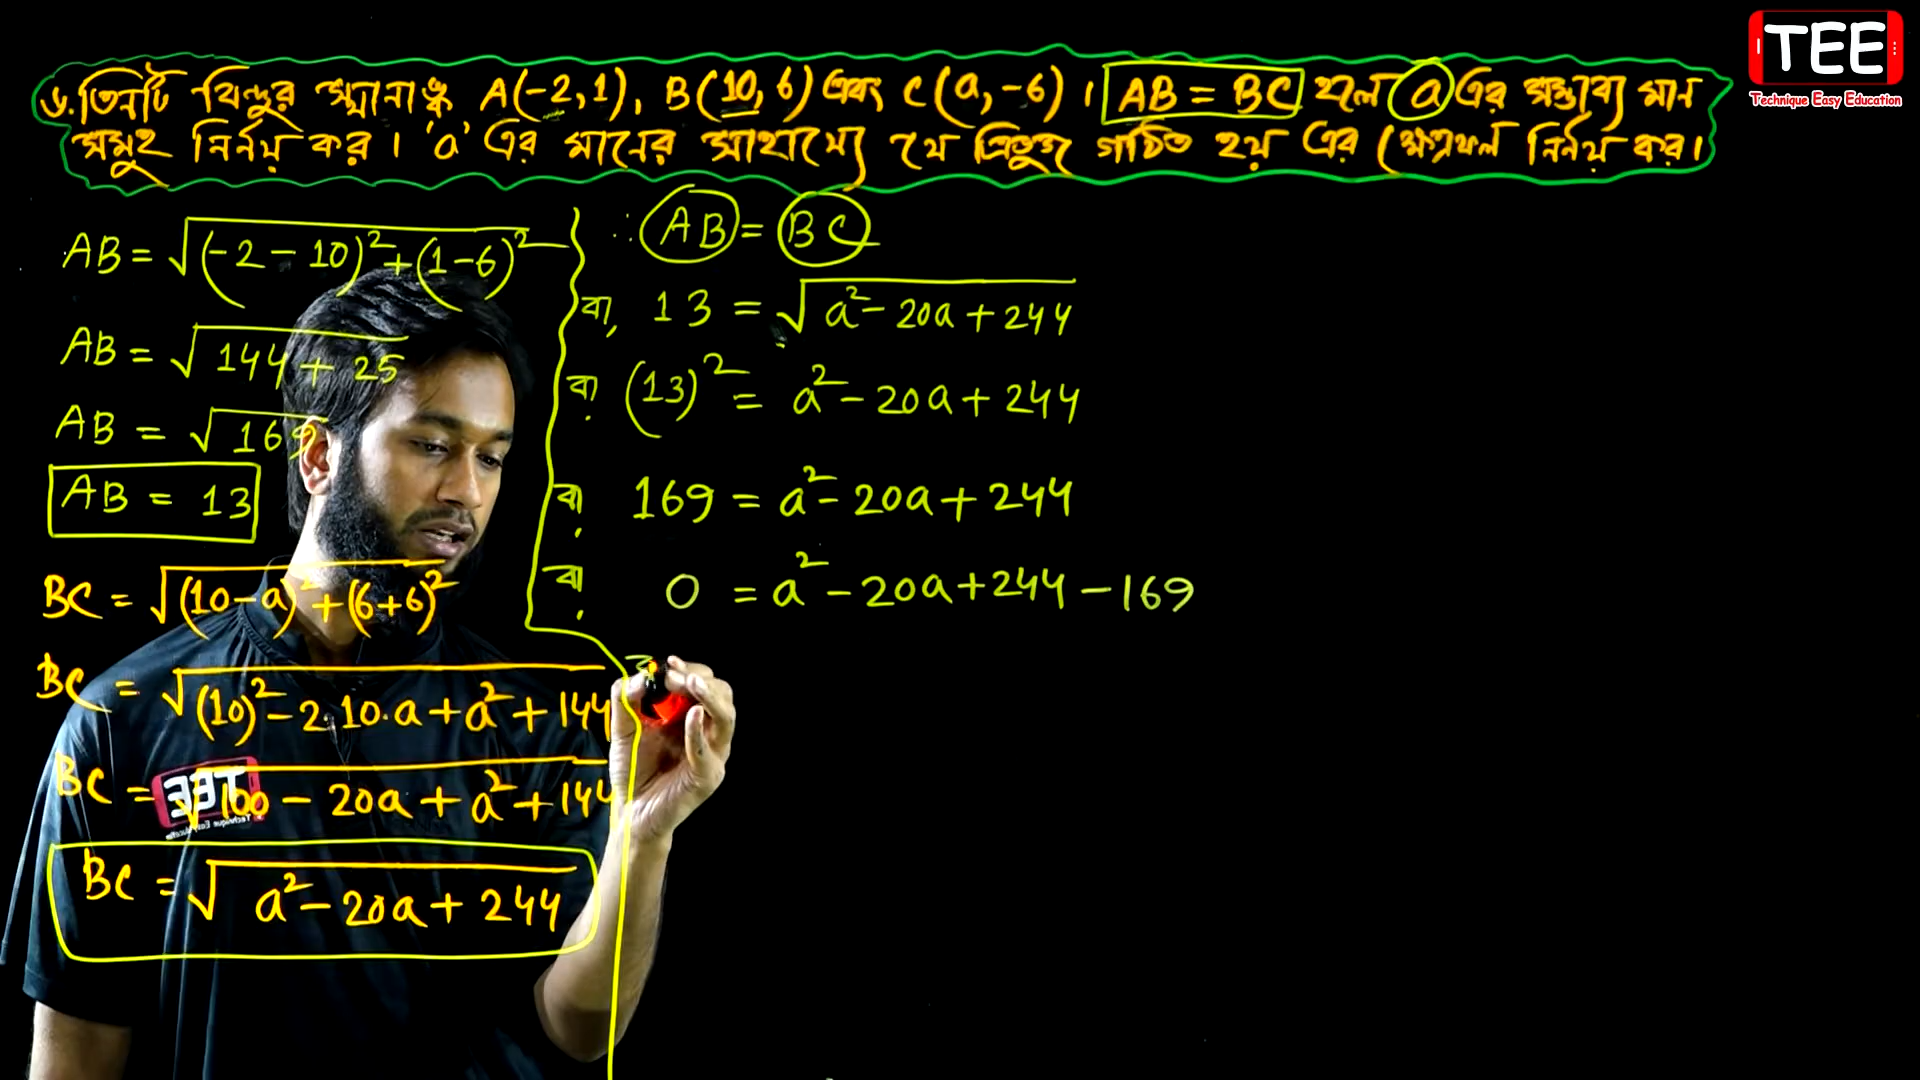 TEE
Technique Easy Education
৬. তিনটি বিন্দুর স্থানাঙ্ক A(-2,1), B(10,6) এবং C(a,-6) । AB = BC হলে a এর সম্ভাব্য মান
সমূহ নির্নয় কর । 'a' এর মানের সাহায্যে যে ত্রিভুজ গঠিত হয় এর ক্ষেত্রফল নির্নয় কর ।
AB = √(-2-10)²+(1-6)²
AB = √144 + 25
AB = √169
AB = 13
BC = √(10-a)²+(6+6)²
BC = √(10)²-2.10.a+a²+144
BC = √100 - 20a + a²+144
BC = √a²-20a+244
∴ AB = BC
বা, 13 = √a²-20a+244
বা, (13)² = a²-20a+244
বা, 169 = a²-20a+244
বা, 0 = a²-20a+244-169
TEE